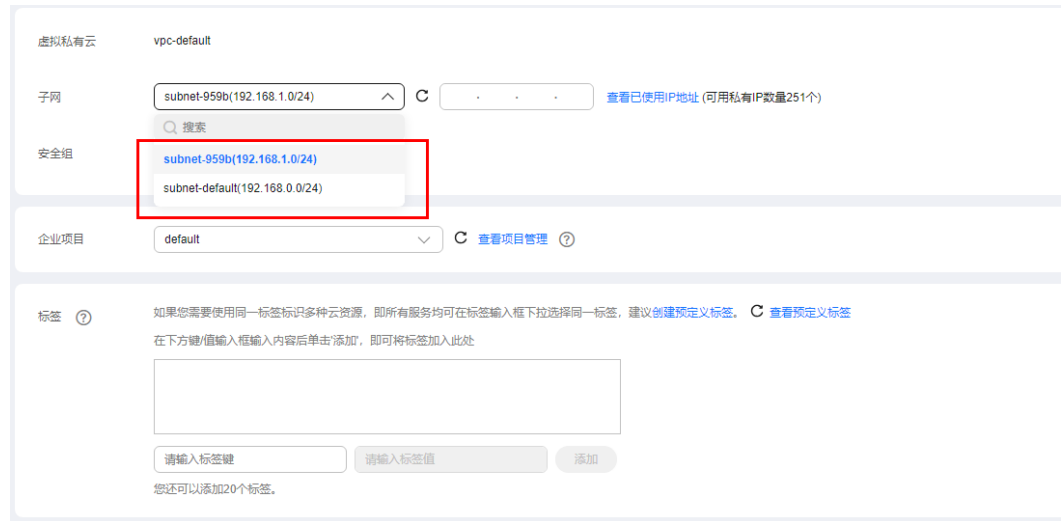 虚拟私有云 vpc-default
子网 subnet-959b(192.168.1.0/24) 查看已使用IP地址 (可用私有IP数量251个)
搜索
安全组 subnet-959b(192.168.1.0/24)
subnet-default(192.168.0.0/24)
企业项目 default 查看项目管理 ?
标签 ? 如果您需要使用同一标签标识多种云资源，即所有服务均可在标签输入框下拉选择同一标签，建议创建预定义标签。 查看预定义标签
在下方键/值输入框输入内容后单击'添加'，即可将标签加入此处
请输入标签键 请输入标签值 添加
您还可以添加20个标签。